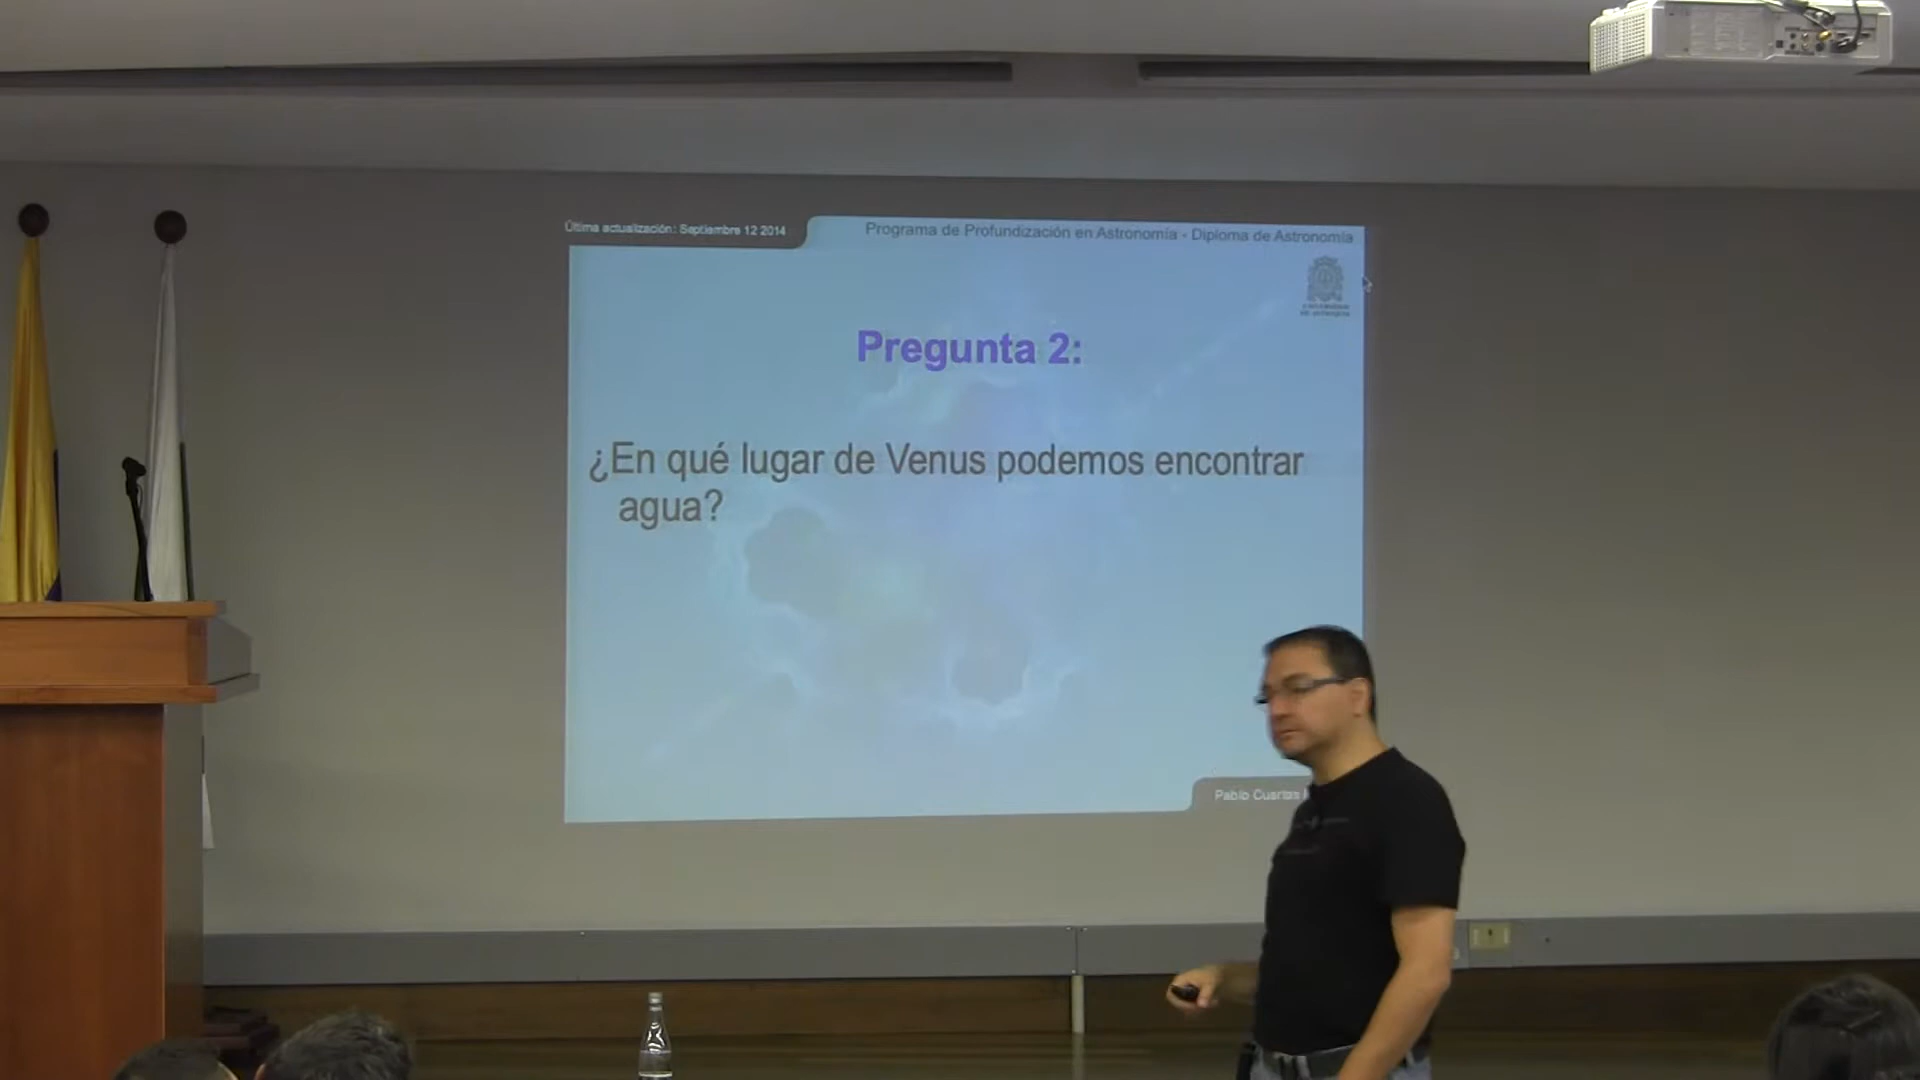 Última actualización: Septiembre 12 2014
Programa de Profundización en Astronomía - Diploma de Astronomía
Pregunta 2:
¿En qué lugar de Venus podemos encontrar
agua?
Pablo Cuartas